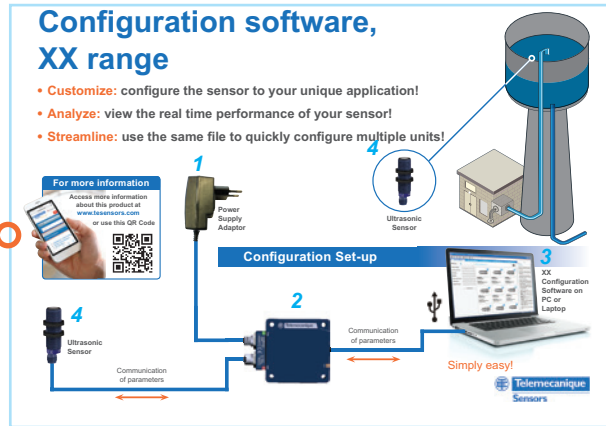 Configuration software,
XX range
• Customize: configure the sensor to your unique application!
• Analyze: view the real time performance of your sensor!
• Streamline: use the same file to quickly configure multiple units!
4
Ultrasonic
Sensor
1
Power
Supply
Adaptor
For more information
Access more information
about this product at
www.tesensors.com
or use this QR Code
Configuration Set-up
3
XX
Configuration
Software on
PC or
Laptop
2
Telemecanique
4
Ultrasonic
Sensor
Communication
of parameters
Communication
of parameters
Simply easy!
Telemecanique
Sensors